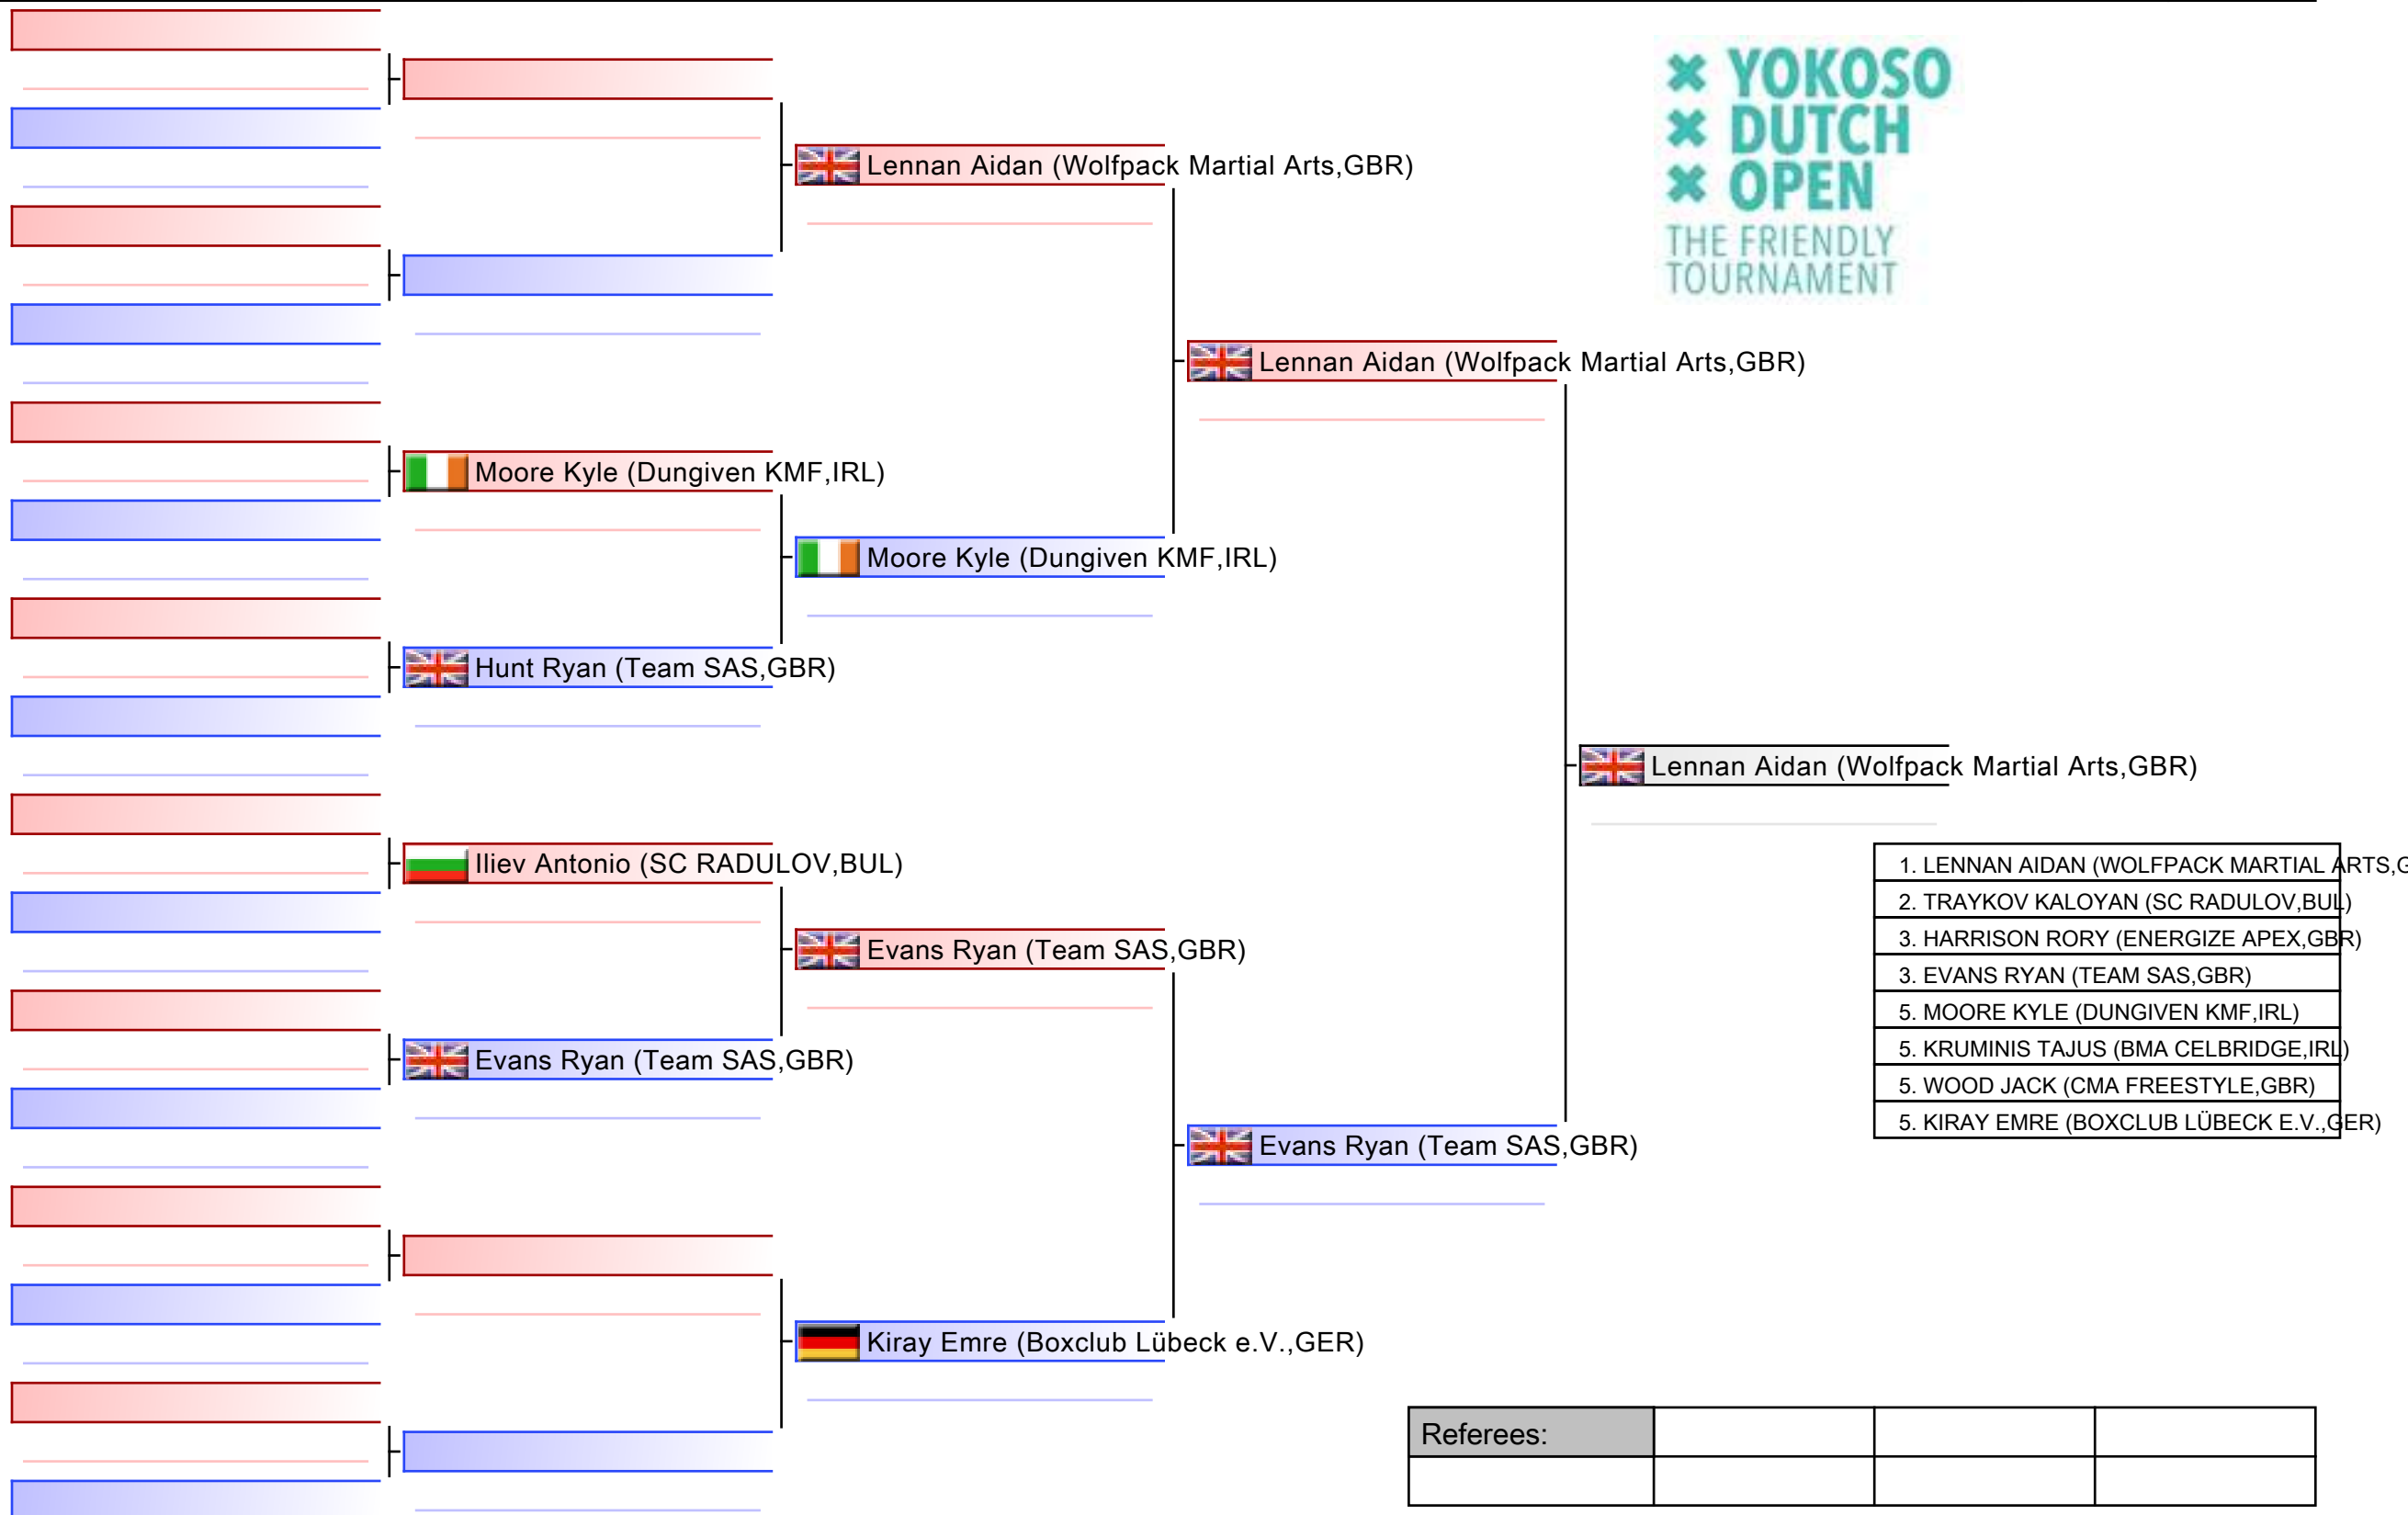 YOKOSO
DUTCH
OPEN
THE FRIENDLY
TOURNAMENT
Lennan Aidan (Wolfpack Martial Arts,GBR)
Lennan Aidan (Wolfpack Martial Arts,GBR)
Moore Kyle (Dungiven KMF,IRL)
Moore Kyle (Dungiven KMF,IRL)
Hunt Ryan (Team SAS,GBR)
Lennan Aidan (Wolfpack Martial Arts,GBR)
Iliev Antonio (SC RADULOV,BUL)
Evans Ryan (Team SAS,GBR)
Evans Ryan (Team SAS,GBR)
Evans Ryan (Team SAS,GBR)
Kiray Emre (Boxclub Lübeck e.V.,GER)
1. LENNAN AIDAN (WOLFPACK MARTIAL ARTS,G
2. TRAYKOV KALOYAN (SC RADULOV,BUL)
3. HARRISON RORY (ENERGIZE APEX,GBR)
3. EVANS RYAN (TEAM SAS,GBR)
5. MOORE KYLE (DUNGIVEN KMF,IRL)
5. KRUMINIS TAJUS (BMA CELBRIDGE,IRL)
5. WOOD JACK (CMA FREESTYLE,GBR)
5. KIRAY EMRE (BOXCLUB LÜBECK E.V.,GER)
Referees: